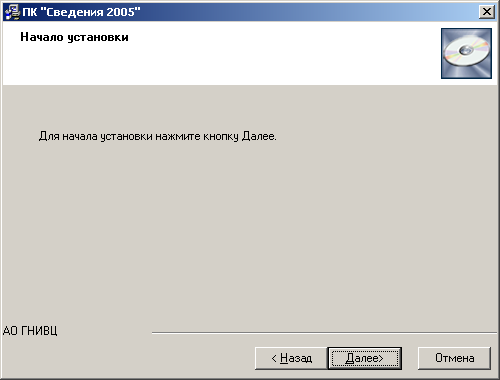 ПК "Сведения 2005"
Начало установки
Для начала установки нажмите кнопку Далее.
АО ГНИВЦ
< Назад
Далее>
Отмена